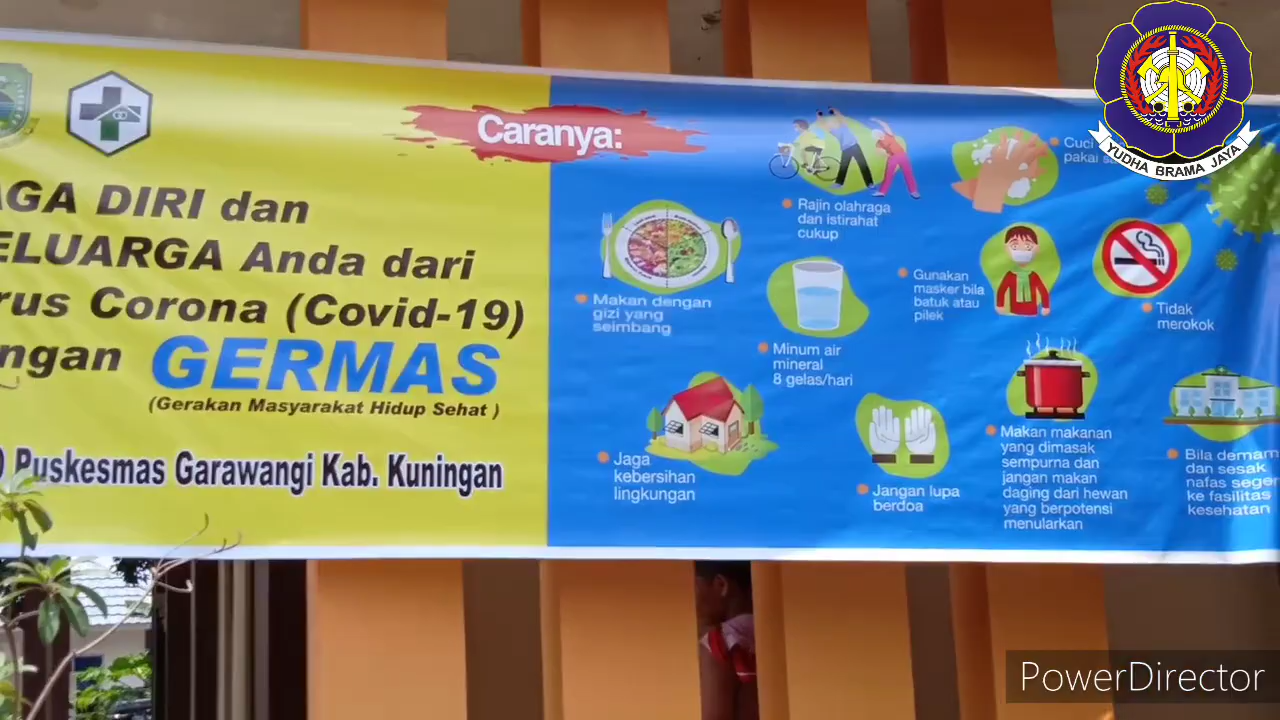 AGA DIRI dan
ELUARGA Anda dari
rus Corona (Covid-19)
ngan GERMAS
(Gerakan Masyarakat Hidup Sehat )
Puskesmas Garawangi Kab. Kuningan
Caranya:
Rajin olahraga
dan istirahat
cukup
Cuci
pakai
Makan dengan
gizi yang
seimbang
Minum air
mineral
8 gelas/hari
Gunakan
masker bila
batuk atau
pilek
Tidak
merokok
Jaga
kebersihan
lingkungan
Jangan lupa
berdoa
Makan makanan
yang dimasak
sempurna dan
jangan makan
daging dari hewan
yang berpotensi
menularkan
Bila demam
dan sesak
nafas seger
ke fasilitas
kesehatan
YUDHA BRAMA JAYA
PowerDirector